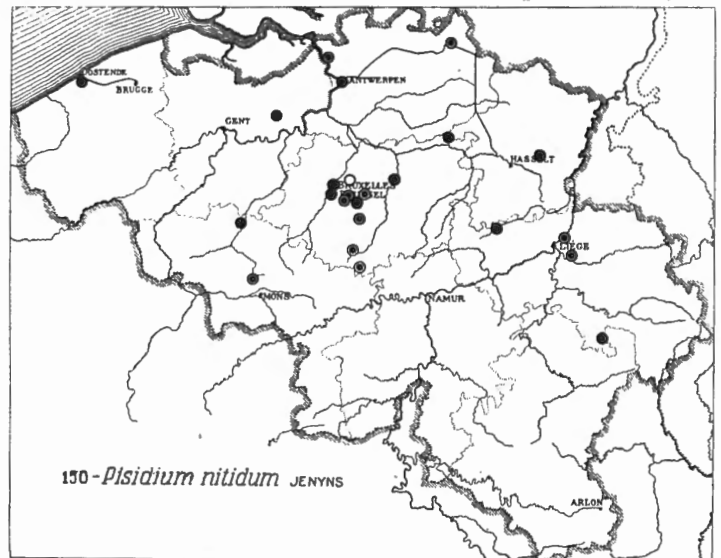 OOSTENDE
BRUGGE
ANTWERPEN
GENT
HASSELT
BRUXELLES
LIÈGE
MONS
NAMUR
150-Pisidium nitidum JENYNS
ARLON